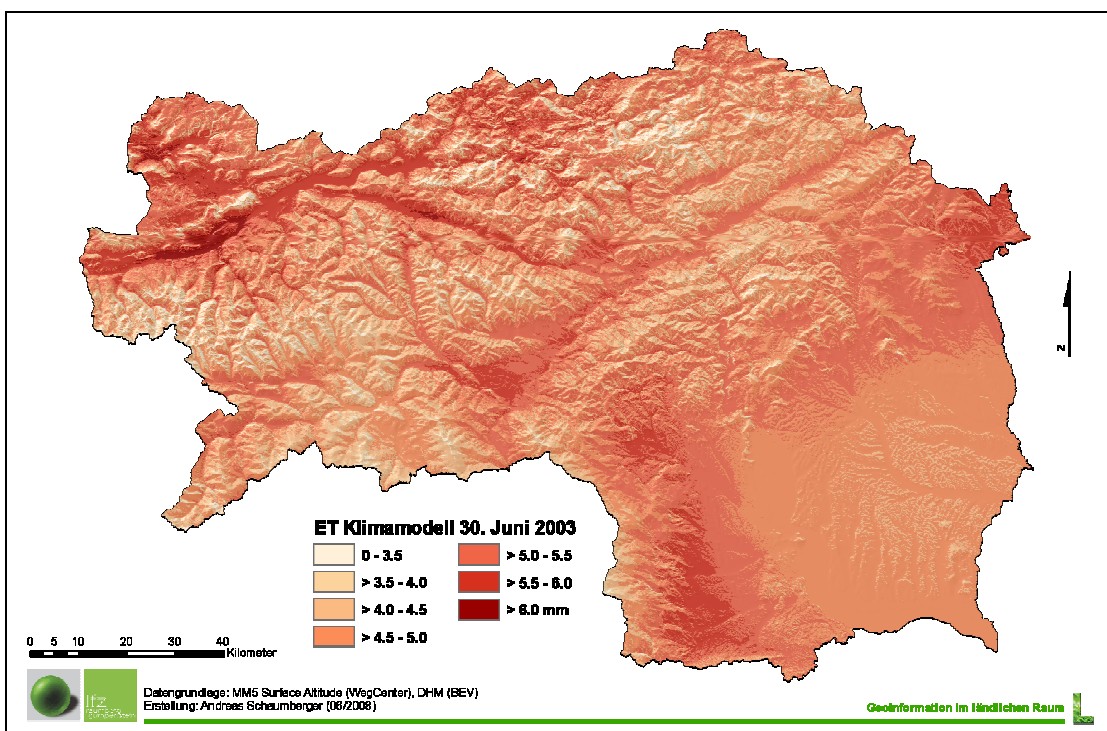 N
ET Klimamodell 30. Juni 2003
0 - 3.5
> 3.5 - 4.0
> 4.0 - 4.5
> 4.5 - 5.0
> 5.0 - 5.5
> 5.5 - 6.0
> 6.0 mm
0 5 10 20 30 40
Kilometer
lfz
Datengrundlage: MM5 Surface Altitude (WegCenter), DHM (BEV)
Erstellung: Andreas Schaumberger (06/2008)
Geoinformation im ländlichen Raum